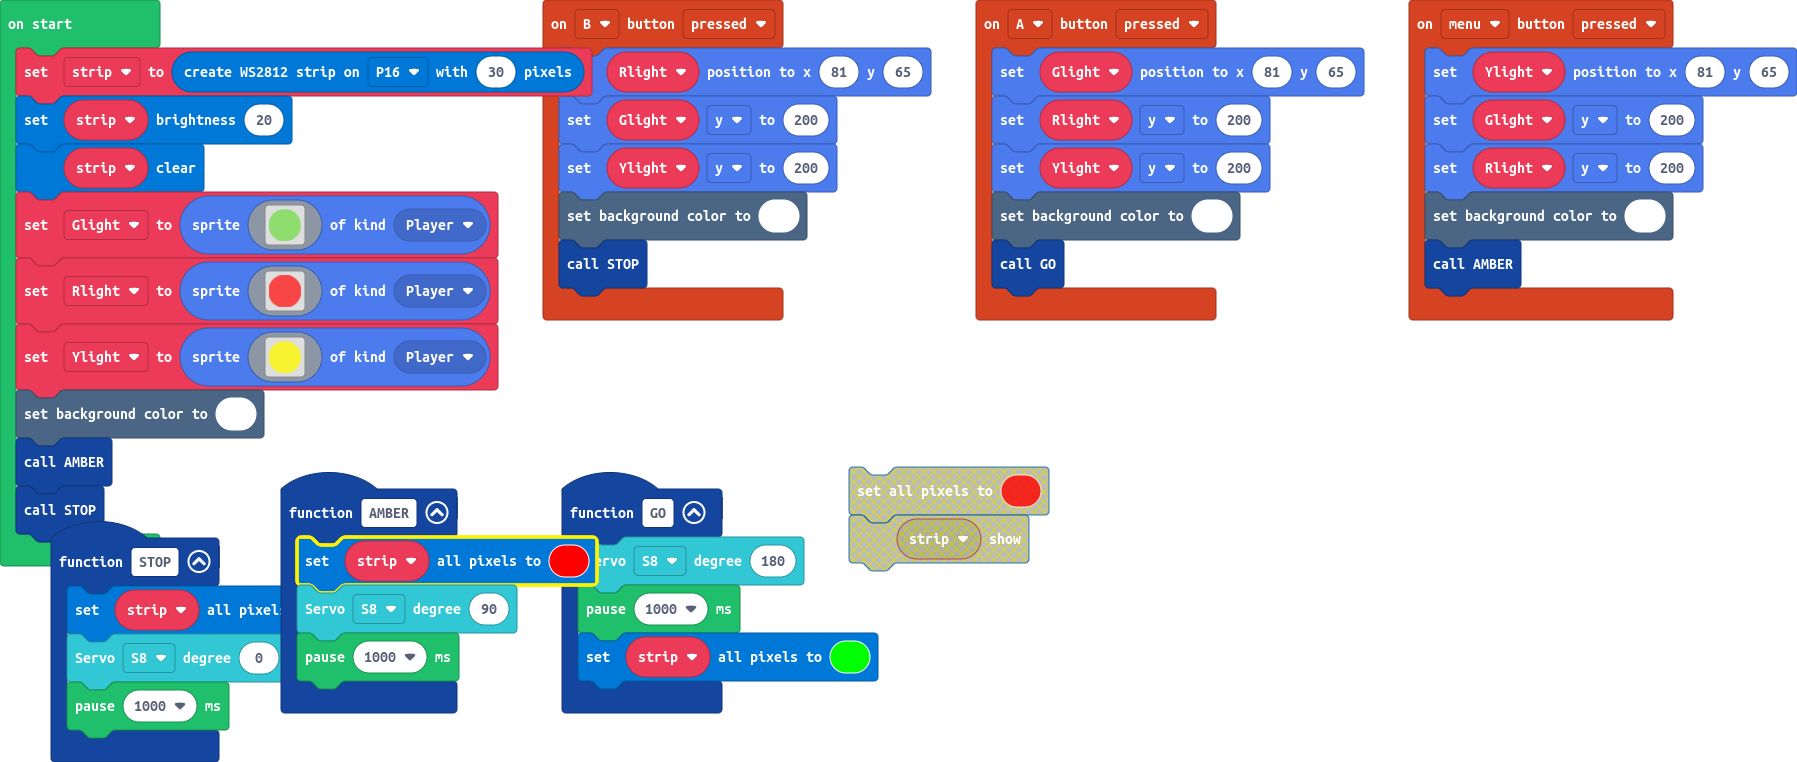 on start
set strip to create WS2812 strip on P16 with 30 pixels
set strip brightness 20
strip clear
set Glight to sprite of kind Player
set Rlight to sprite of kind Player
set Ylight to sprite of kind Player
set background color to
call AMBER
call STOP
on B button pressed
Rlight position to x 81 y 65
set Glight y to 200
set Ylight y to 200
set background color to
call STOP
on A button pressed
set Glight position to x 81 y 65
set Rlight y to 200
set Ylight y to 200
set background color to
call GO
on menu button pressed
set Ylight position to x 81 y 65
set Glight y to 200
set Rlight y to 200
set background color to
call AMBER
function STOP
set strip all pixels
Servo S8 degree 0
pause 1000 ms
function AMBER
set strip all pixels to
Servo S8 degree 90
pause 1000 ms
function GO
ervo S8 degree 180
pause 1000 ms
set strip all pixels to
set all pixels to
strip show